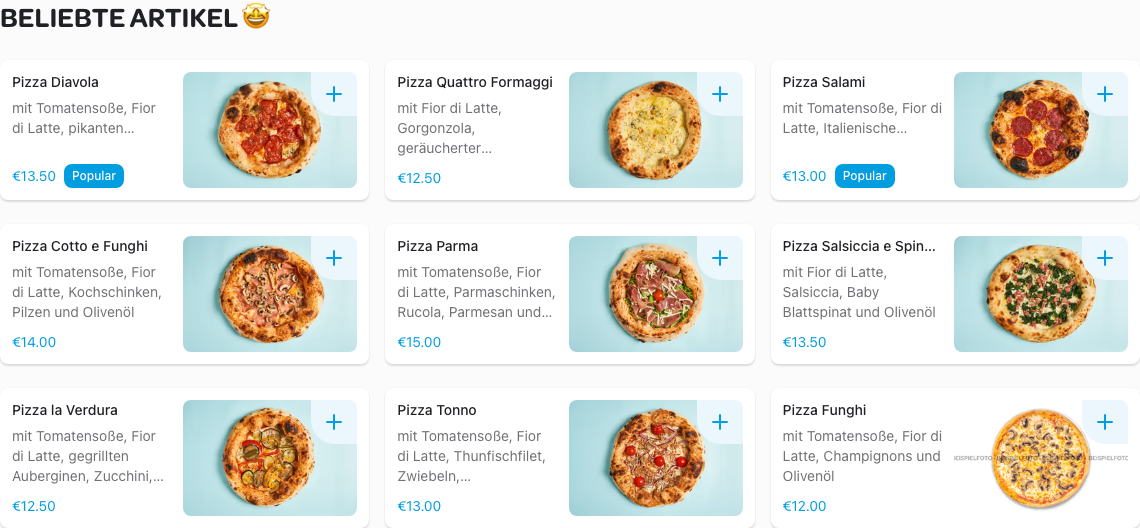 BELIEBTE ARTIKEL
Pizza Diavola
mit Tomatensoße, Fior
di Latte, pikanten...
€13.50 Popular
Pizza Quattro Formaggi
mit Fior di Latte,
Gorgonzola,
geräucherter...
€12.50
Pizza Salami
mit Tomatensoße, Fior di
Latte, Italienische...
€13.00 Popular
Pizza Cotto e Funghi
mit Tomatensoße, Fior
di Latte, Kochschinken,
Pilzen und Olivenöl
€14.00
Pizza Parma
mit Tomatensoße, Fior
di Latte, Parmaschinken,
Rucola, Parmesan und...
€15.00
Pizza Salsiccia e Spin...
mit Fior di Latte,
Salsiccia, Baby
Blattspinat und Olivenöl
€13.50
Pizza la Verdura
mit Tomatensoße, Fior
di Latte, gegrillten
Auberginen, Zucchini,...
€12.50
Pizza Tonno
mit Tomatensoße, Fior
di Latte, Thunfischfilet,
Zwiebeln,...
€13.00
Pizza Funghi
mit Tomatensoße, Fior di
Latte, Champignons und
Olivenöl
€12.00